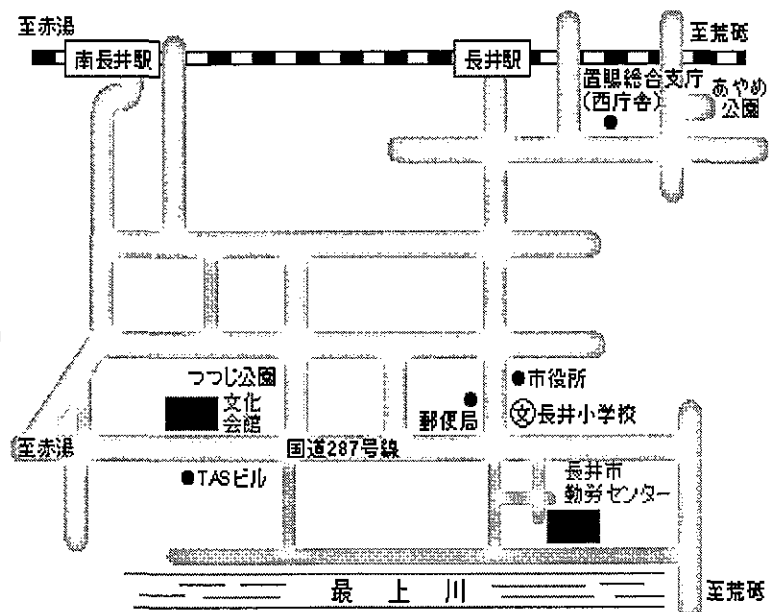 至赤湯
南長井駅
長井駅
至荒砥
置賜総合支庁
(西庁舎)
あやめ
公園
つつじ公園
文化
会館
郵便局
市役所
文長井小学校
至赤湯
国道287号線
TASビル
長井市
勤労センター
最上川
至荒砥